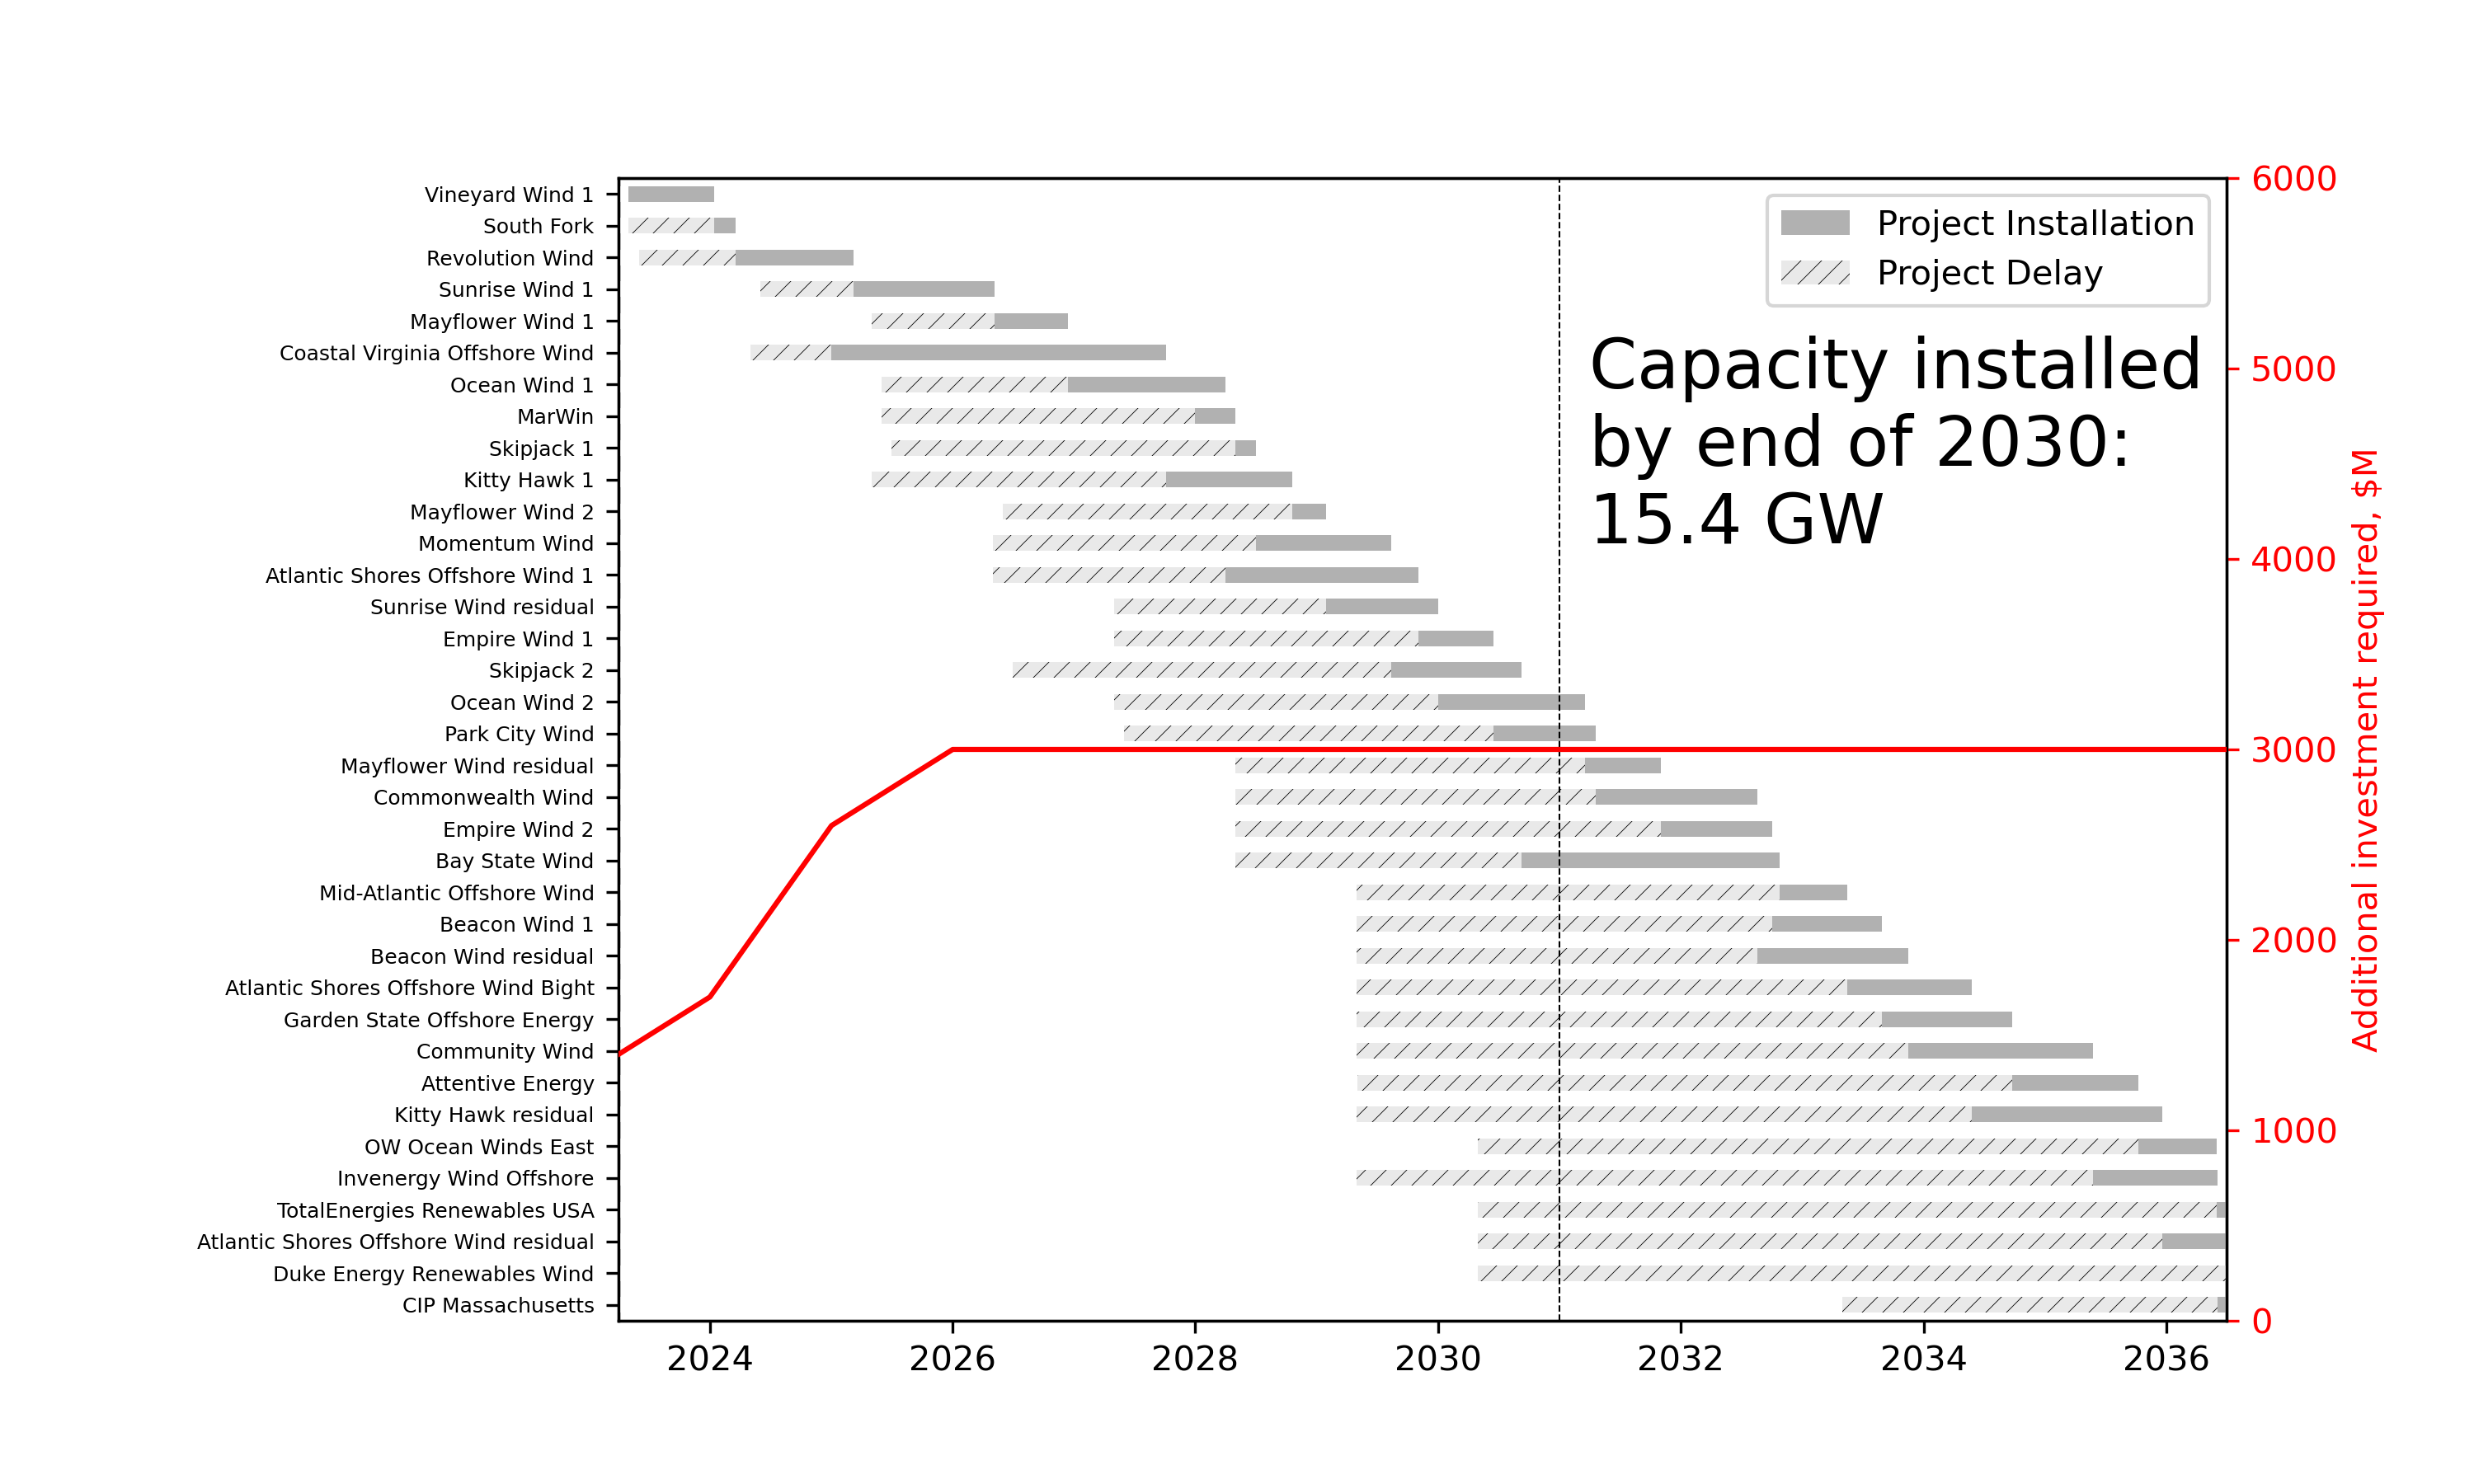 Vineyard Wind 1
South Fork
Revolution Wind
Sunrise Wind 1
Mayflower Wind 1
Coastal Virginia Offshore Wind
Ocean Wind 1
MarWin
Skipjack 1
Kitty Hawk 1
Mayflower Wind 2
Momentum Wind
Atlantic Shores Offshore Wind 1
Sunrise Wind residual
Empire Wind 1
Skipjack 2
Ocean Wind 2
Park City Wind
Mayflower Wind residual
Commonwealth Wind
Empire Wind 2
Bay State Wind
Mid-Atlantic Offshore Wind
Beacon Wind 1
Beacon Wind residual
Atlantic Shores Offshore Wind Bight
Garden State Offshore Energy
Community Wind
Attentive Energy
Kitty Hawk residual
OW Ocean Winds East
Invenergy Wind Offshore
TotalEnergies Renewables USA
Atlantic Shores Offshore Wind residual
Duke Energy Renewables Wind
CIP Massachusetts
2024
2026
2028
2030
2032
2034
2036
Project Installation
Project Delay
Capacity installed
by end of 2030:
15.4 GW
6000
5000
4000
3000
2000
1000
0
Additional investment required, $M